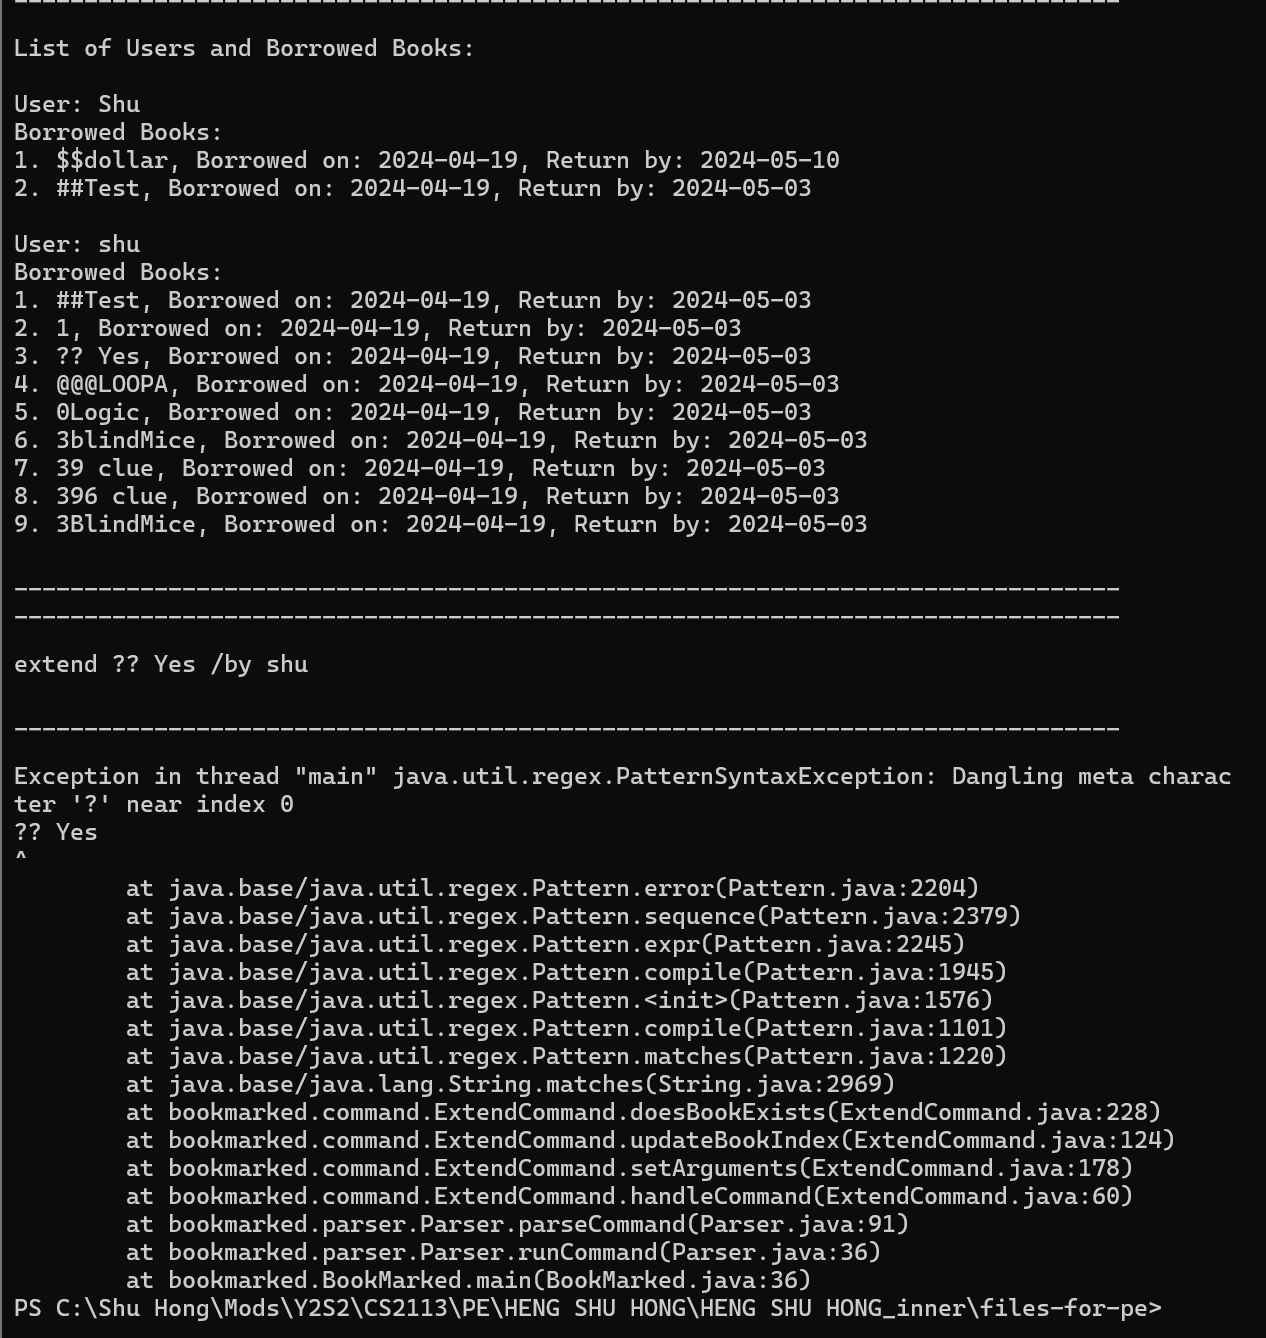 --------------------------------------------------------------------------------
List of Users and Borrowed Books:
User: Shu
Borrowed Books:
1. $$dollar, Borrowed on: 2024-04-19, Return by: 2024-05-10
2. ##Test, Borrowed on: 2024-04-19, Return by: 2024-05-03
User: shu
Borrowed Books:
1. ##Test, Borrowed on: 2024-04-19, Return by: 2024-05-03
2. 1, Borrowed on: 2024-04-19, Return by: 2024-05-03
3. ?? Yes, Borrowed on: 2024-04-19, Return by: 2024-05-03
4. @@@LOOPA, Borrowed on: 2024-04-19, Return by: 2024-05-03
5. 0Logic, Borrowed on: 2024-04-19, Return by: 2024-05-03
6. 3blindMice, Borrowed on: 2024-04-19, Return by: 2024-05-03
7. 39 clue, Borrowed on: 2024-04-19, Return by: 2024-05-03
8. 396 clue, Borrowed on: 2024-04-19, Return by: 2024-05-03
9. 3BlindMice, Borrowed on: 2024-04-19, Return by: 2024-05-03
-------------------------------------------------------------------------------
-------------------------------------------------------------------------------
extend ?? Yes /by shu
-------------------------------------------------------------------------------
Exception in thread "main" java.util.regex.PatternSyntaxException: Dangling meta charac
ter '?' near index 0
?? Yes
^
        at java.base/java.util.regex.Pattern.error(Pattern.java:2204)
        at java.base/java.util.regex.Pattern.sequence(Pattern.java:2379)
        at java.base/java.util.regex.Pattern.expr(Pattern.java:2245)
        at java.base/java.util.regex.Pattern.compile(Pattern.java:1945)
        at java.base/java.util.regex.Pattern.<init>(Pattern.java:1576)
        at java.base/java.util.regex.Pattern.compile(Pattern.java:1101)
        at java.base/java.util.regex.Pattern.matches(Pattern.java:1220)
        at java.base/java.lang.String.matches(String.java:2969)
        at bookmarked.command.ExtendCommand.doesBookExists(ExtendCommand.java:228)
        at bookmarked.command.ExtendCommand.updateBookIndex(ExtendCommand.java:124)
        at bookmarked.command.ExtendCommand.setArguments(ExtendCommand.java:178)
        at bookmarked.command.ExtendCommand.handleCommand(ExtendCommand.java:60)
        at bookmarked.parser.Parser.parseCommand(Parser.java:91)
        at bookmarked.parser.Parser.runCommand(Parser.java:36)
        at bookmarked.BookMarked.main(BookMarked.java:36)
PS C:\Shu Hong\Mods\Y2S2\CS2113\PE\HENG SHU HONG\HENG SHU HONG_inner\files-for-pe>